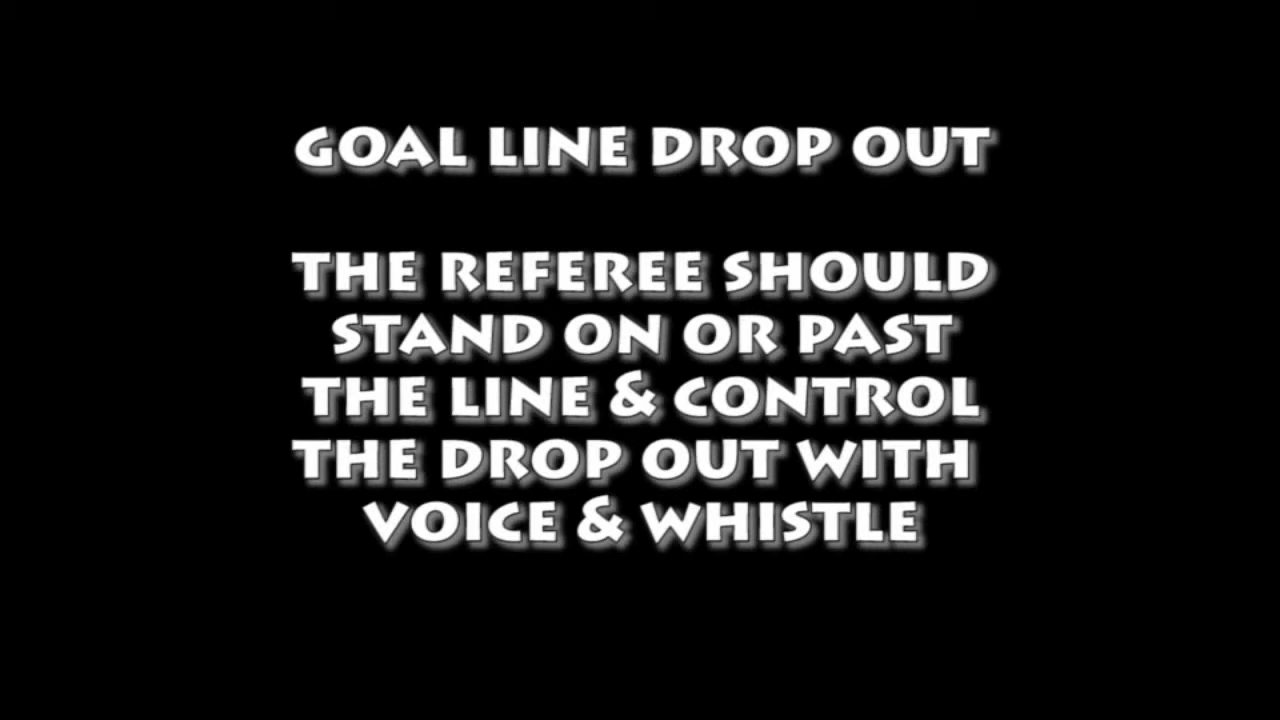 GOAL LINE DROP OUT
THE REFEREE SHOULD
STAND ON OR PAST
THE LINE & CONTROL
THE DROP OUT WITH
VOICE & WHISTLE